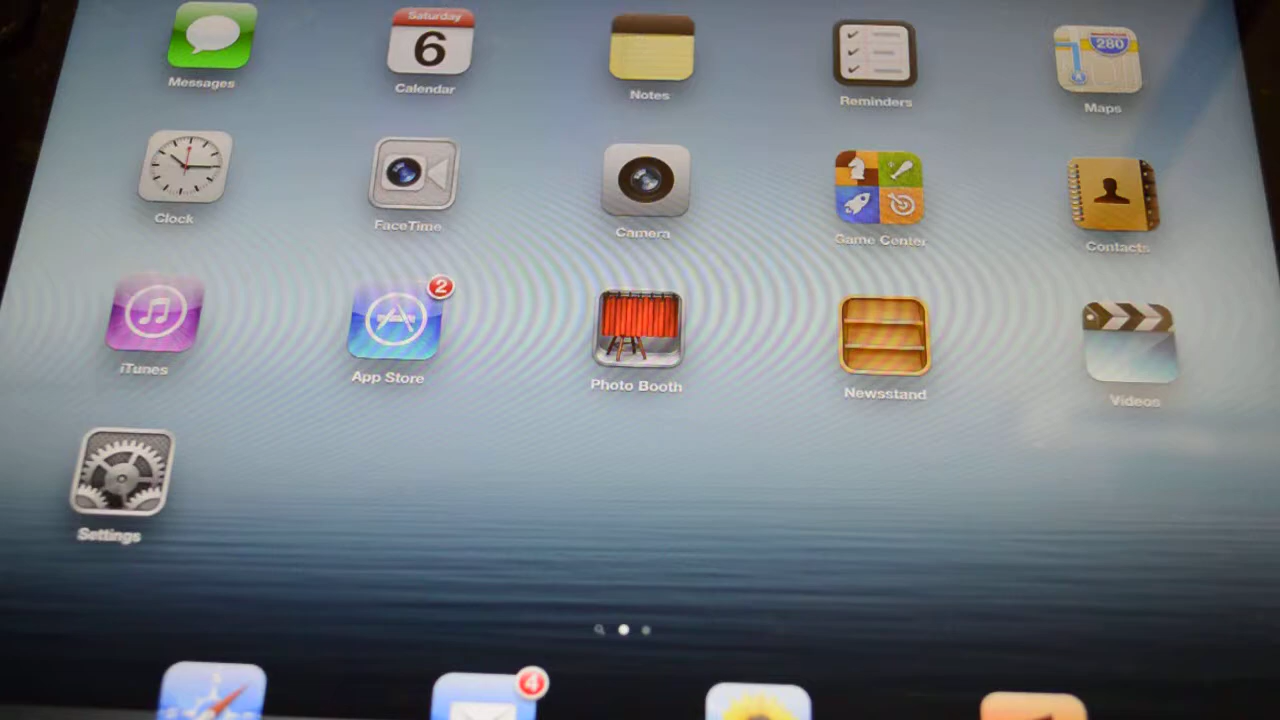 Messages
Saturday
6
Calendar
Notes
Reminders
280
Maps
Clock
FaceTime
Camera
Game Center
Contacts
iTunes
2
App Store
Photo Booth
Newsstand
Videos
Settings
4